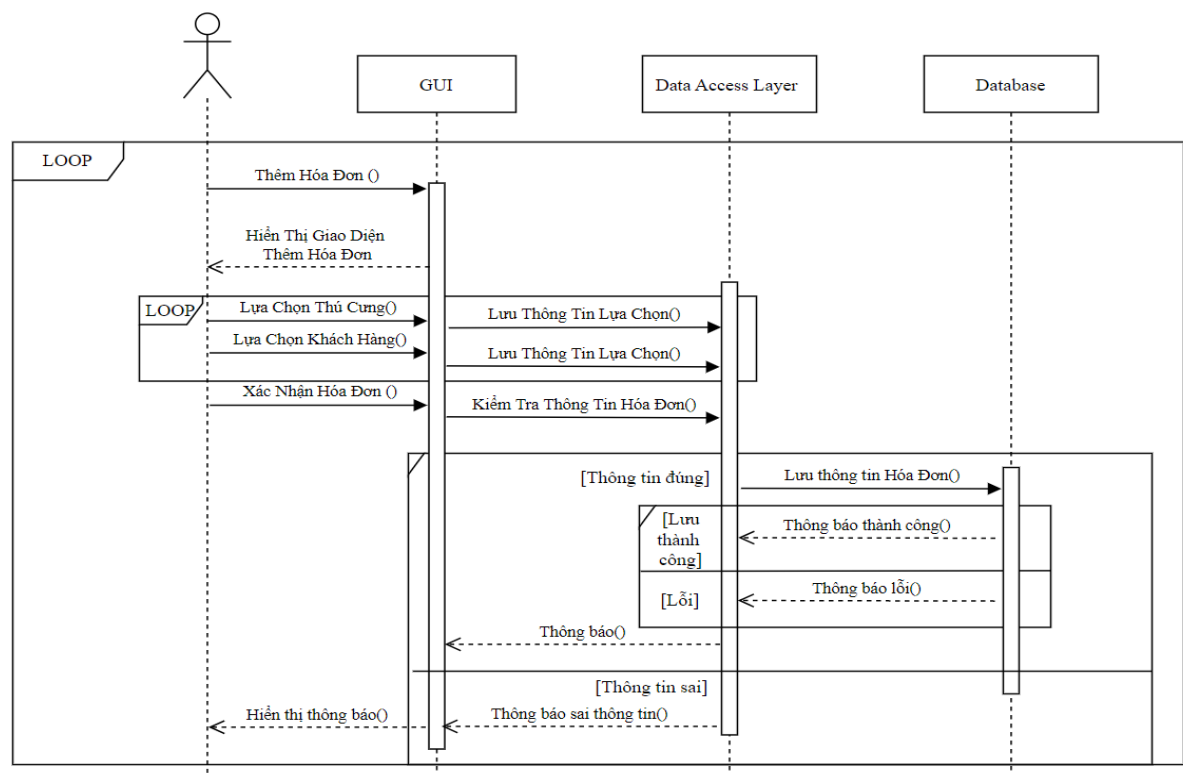 GUI
Data Access Layer
Database
LOOP
Thêm Hóa Đơn ()
Hiển Thị Giao Diện
Thêm Hóa Đơn
LOOP
Lựa Chọn Thú Cưng()
Lưu Thông Tin Lựa Chọn()
Lựa Chọn Khách Hàng()
Lưu Thông Tin Lựa Chọn()
Xác Nhận Hóa Đơn ()
Kiểm Tra Thông Tin Hóa Đơn()
[Thông tin đúng]
Lưu thông tin Hóa Đơn()
[Lưu
thành
công]
Thông báo thành công()
[Lỗi]
Thông báo lỗi()
Thông báo()
[Thông tin sai]
Thông báo sai thông tin()
Hiển thị thông báo()